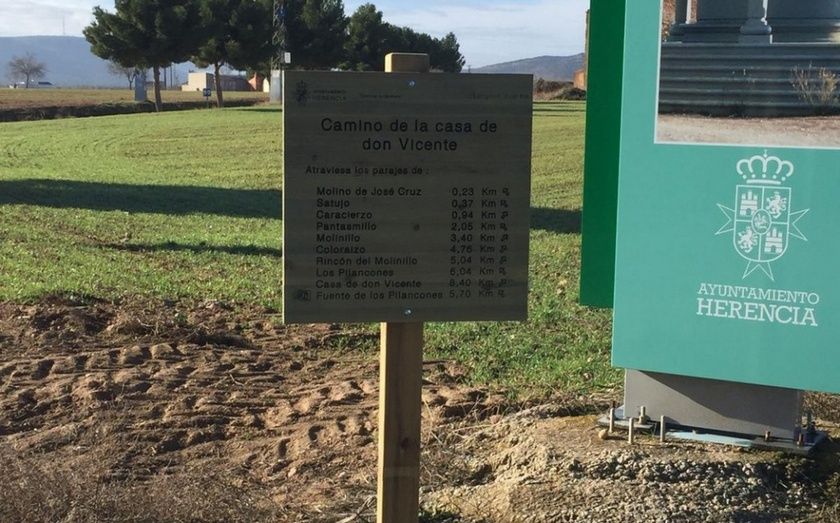 AYUNTAMIENTO
HERENCIA
Camino de la casa de
don Vicente
Atraviesa los parajes de :
Molino de José Cruz 0,23 Km
Satujo 0,37 Km
Caracierzo 0,94 Km
Pantasmillo 2,05 Km
Molinillo 3,40 Km
Coloraizo 4,76 Km
Rincón del Molinillo 5,04 Km
Los Pilancones 6,04 Km
Casa de don Vicente 8,40 Km
Fuente de los Pilancones 5,70 Km
AYUNTAMIENTO
HERENCIA